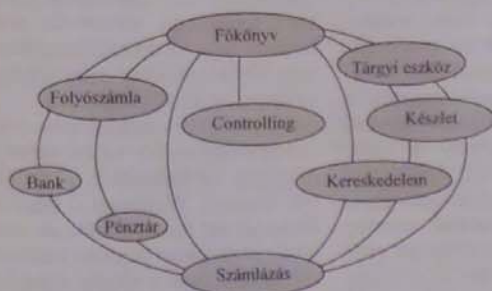 Főkönyv
Tárgyi eszköz
Folyószámla
Controlling
Készlet
Bank
Kereskedelem
Pénztár
Számlázás